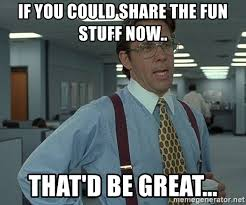 IF YOU COULD SHARE THE FUN
STUFF NOW..
THAT'D BE GREAT...
memegenerator.net